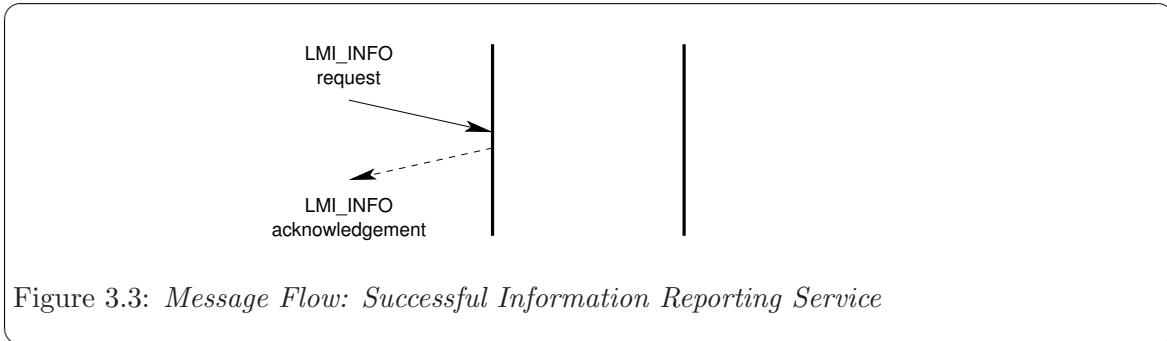 LMI_INFO
request
LMI_INFO
acknowledgement
Figure 3.3: Message Flow: Successful Information Reporting Service